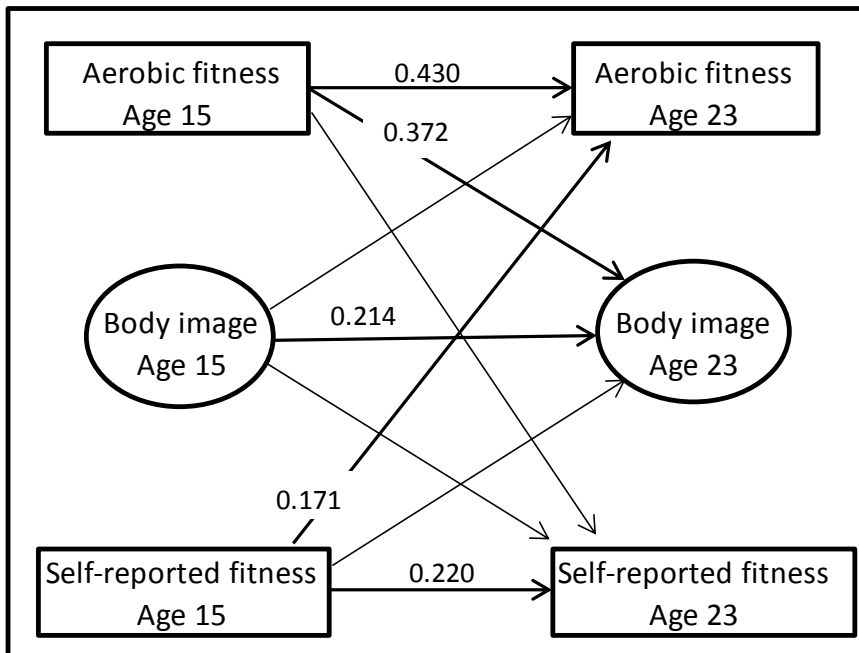 Aerobic fitness
Age 15
0.430
Aerobic fitness
Age 23
0.372
Body image
Age 15
0.214
Body image
Age 23
0.171
Self-reported fitness
Age 15
0.220
Self-reported fitness
Age 23